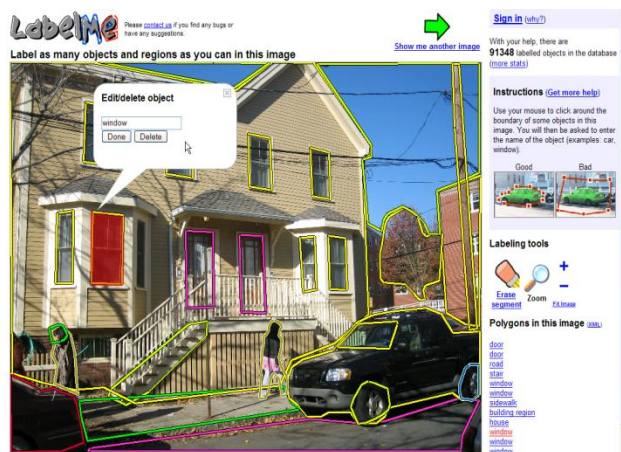 LabelMe
Please contact us if you find any bugs or
have any suggestions.
Label as many objects and regions as you can in this image
Show me another image
Edit/delete object
window
Done Delete
Sign in (why?)
With your help, there are
91348 labelled objects in the database
(more stats)
Instructions (Get more help)
Use your mouse to click around the
boundary of some objects in this
image. You will then be asked to enter
the name of the object (examples: car,
window).
Good Bad
Labeling tools
Erase
segment
Zoom
+
−
Fit Image
Polygons in this image (XML)
door
door
road
stair
window
window
sidewalk
building region
house
window
window
window